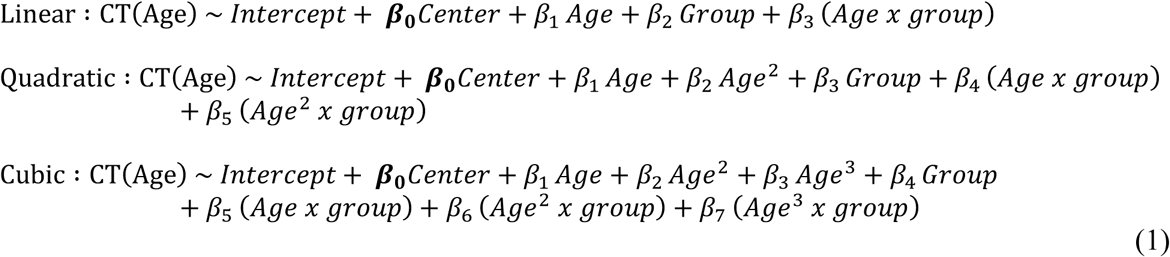 Linear : CT(Age) ~ Intercept + β₀Center + β₁ Age + β₂ Group + β₃ (Age x group)
Quadratic : CT(Age) ~ Intercept + β₀Center + β₁ Age + β₂ Age² + β₃ Group + β₄ (Age x group)
+ β₅ (Age² x group)
Cubic : CT(Age) ~ Intercept + β₀Center + β₁ Age + β₂ Age² + β₃ Age³ + β₄ Group
+ β₅ (Age x group) + β₆ (Age² x group) + β₇ (Age³ x group)
(1)